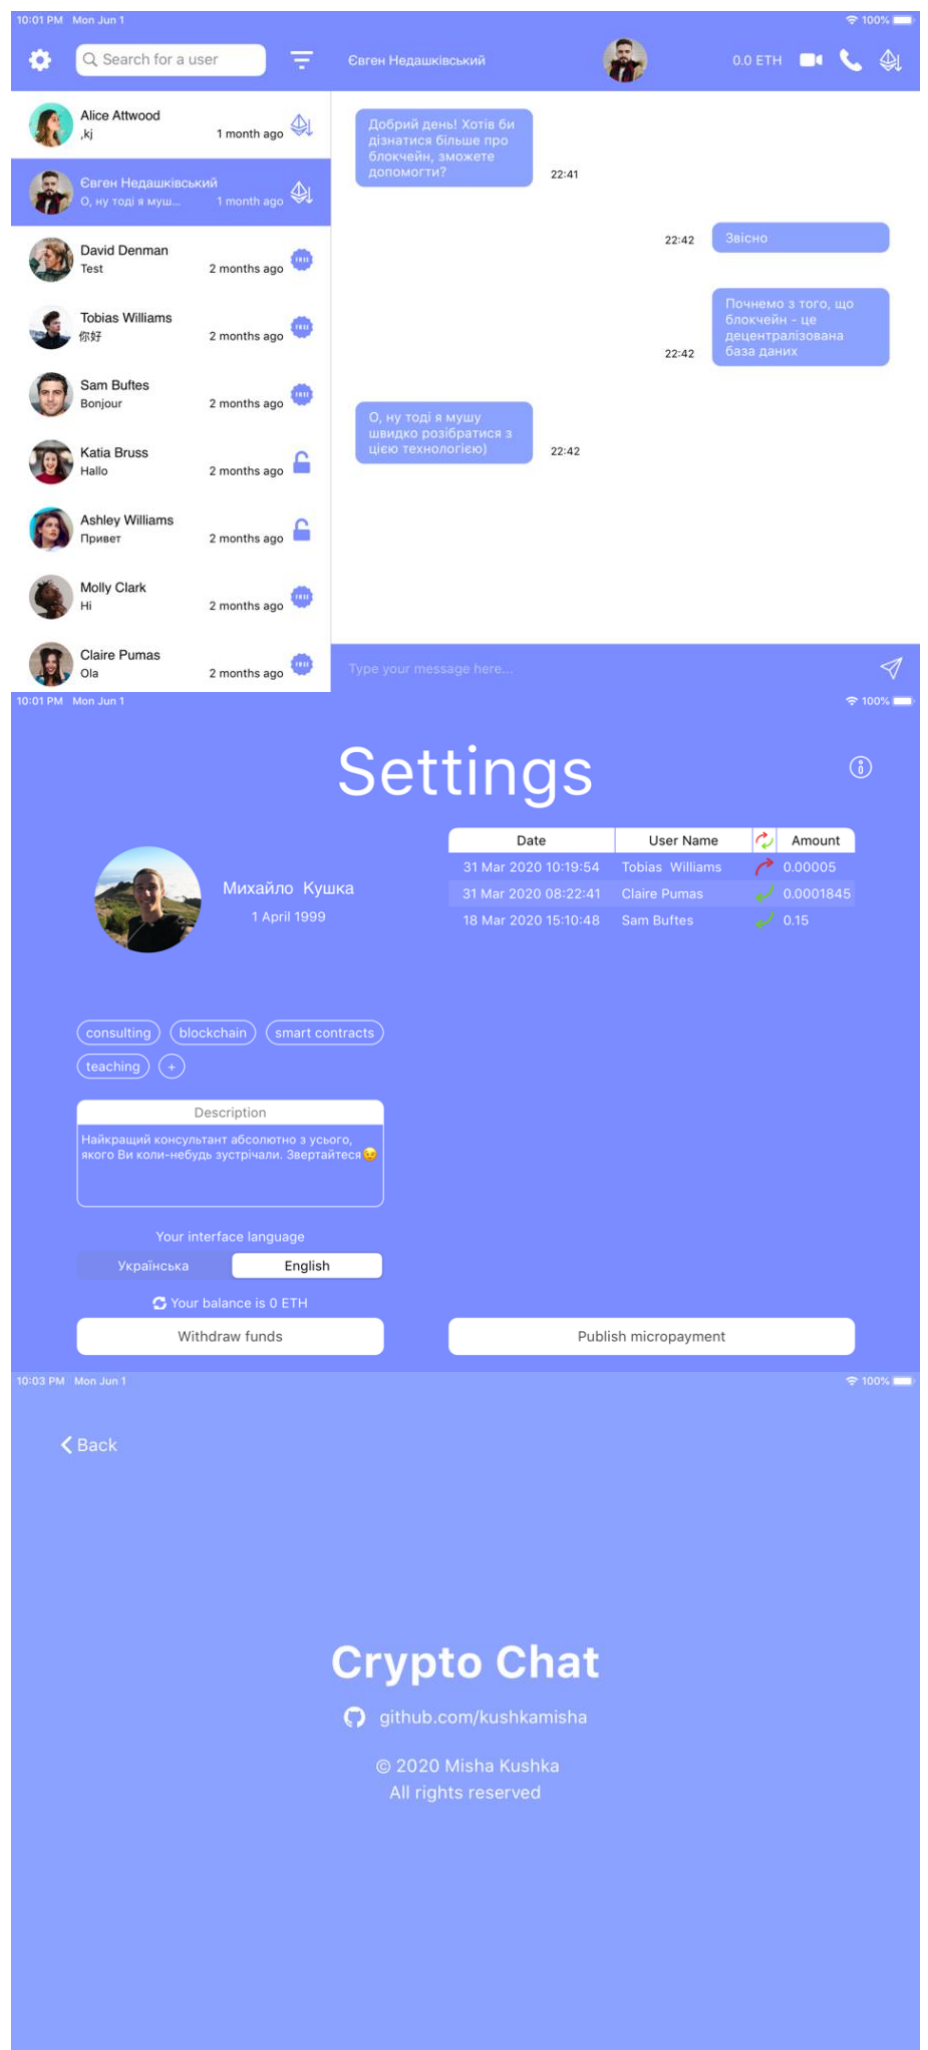 10:01 PM Mon Jun 1
100%
Search for a user
Євген Недашківський
0.0 ETH
Alice Attwood
,kj
1 month ago
Євген Недашківський
О, ну тоді я муш...
1 month ago
David Denman
Test
2 months ago
FREE
Tobias Williams
你好
2 months ago
FREE
Sam Buftes
Bonjour
2 months ago
FREE
Katia Bruss
Hallo
2 months ago
Ashley Williams
Привет
2 months ago
Molly Clark
Hi
2 months ago
FREE
Claire Pumas
Ola
2 months ago
FREE
Добрий день! Хотів би
дізнатися більше про
блокчейн, зможете
допомогти?
22:41
22:42
Звісно
Почнемо з того, що
блокчейн - це
децентралізована
база даних
22:42
О, ну тоді я мушу
швидко розібратися з
цією технологією)
22:42
Type your message here...
10:01 PM Mon Jun 1
100%
Settings
Михайло Кушка
1 April 1999
Date User Name Amount
31 Mar 2020 10:19:54 Tobias Williams 0.00005
31 Mar 2020 08:22:41 Claire Pumas 0.0001845
18 Mar 2020 15:10:48 Sam Buftes 0.15
consulting blockchain smart contracts
teaching +
Description
Найкращий консультант абсолютно з усього,
якого Ви коли-небудь зустрічали. Звертайтеся😉
Your interface language
Українська English
Your balance is 0 ETH
Withdraw funds
Publish micropayment
10:03 PM Mon Jun 1
100%
Back
Crypto Chat
github.com/kushkamisha
© 2020 Misha Kushka
All rights reserved